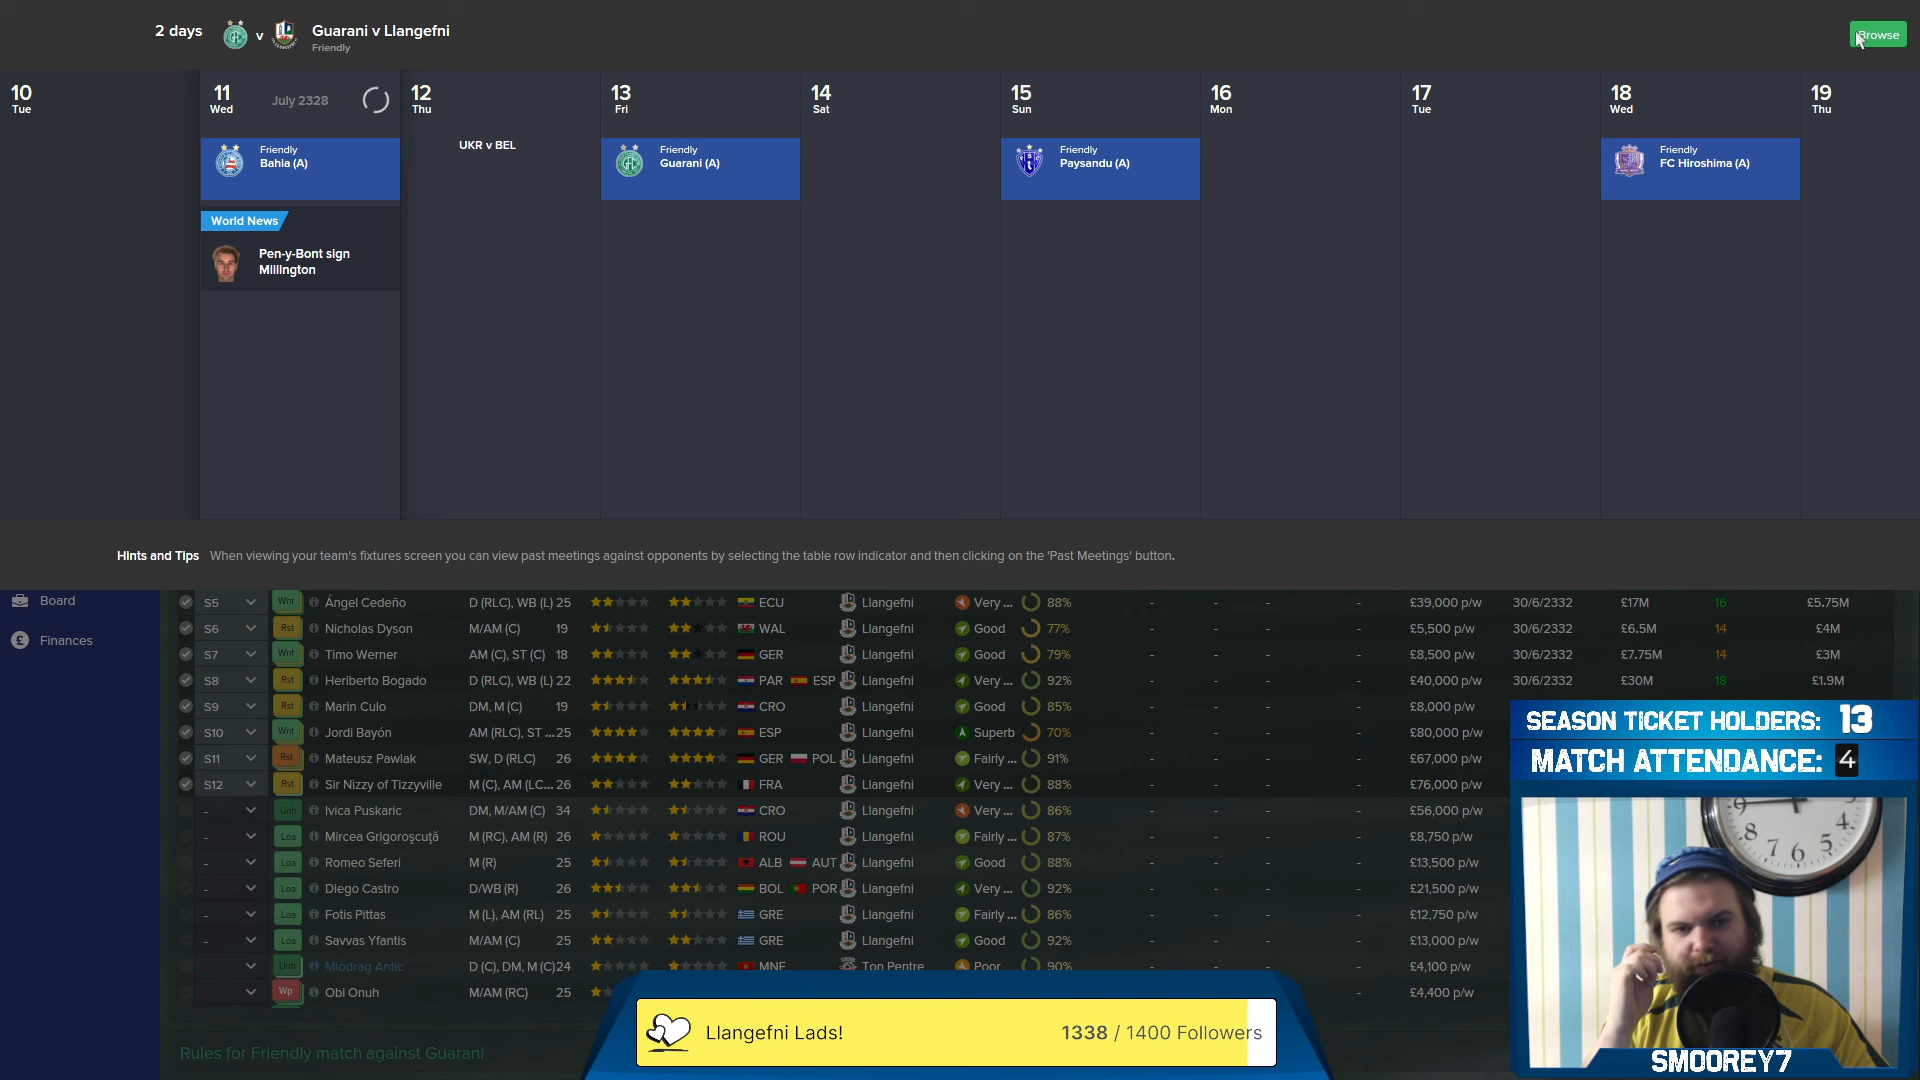 2 days
v
Guarani v Llangefni
Friendly
Browse
10
Tue
11
Wed
July 2328
12
Thu
13
Fri
14
Sat
15
Sun
16
Mon
17
Tue
18
Wed
19
Thu
Friendly
Bahia (A)
UKR v BEL
Friendly
Guarani (A)
Friendly
Paysandu (A)
Friendly
FC Hiroshima (A)
World News
Pen-y-Bont sign
Millington
Hints and Tips When viewing your team's fixtures screen you can view past meetings against opponents by selecting the table row indicator and then clicking on the 'Past Meetings' button.
Board
Finances
S5 Wnt Ángel Cedeño D (RLC), WB (L) 25 ECU Llangefni Very ... 88% - - - - £39,000 p/w 30/6/2332 £17M 16 £5.75M
S6 Rst Nicholas Dyson M/AM (C) 19 WAL Llangefni Good 77% - - - - £5,500 p/w 30/6/2332 £6.5M 14 £4M
S7 Wnt Timo Werner AM (C), ST (C) 18 GER Llangefni Good 79% - - - - £8,500 p/w 30/6/2332 £7.75M 14 £3M
S8 Rst Heriberto Bogado D (RLC), WB (L) 22 PAR ESP Llangefni Very ... 92% - - - - £40,000 p/w 30/6/2332 £30M 18 £1.9M
S9 Rst Marin Culo DM, M (C) 19 CRO Llangefni Good 85% - - - - £8,000 p/w
S10 Wnt Jordi Bayón AM (RLC), ST ... 25 ESP Llangefni Superb 70% - - - - £80,000 p/w
S11 Rst Mateusz Pawlak SW, D (RLC) 26 GER POL Llangefni Fairly ... 91% - - - - £67,000 p/w
S12 Rst Sir Nizzy of Tizzyville M (C), AM (LC... 26 FRA Llangefni Very ... 88% - - - - £76,000 p/w
- Unh Ivica Puskaric DM, M/AM (C) 34 CRO Llangefni Very ... 86% - - - - £56,000 p/w
- Loa Mircea Grigoroşcuţă M (RC), AM (R) 26 ROU Llangefni Fairly ... 87% - - - - £8,750 p/w
- Loa Romeo Seferi M (R) 25 ALB AUT Llangefni Good 88% - - - - £13,500 p/w
- Loa Diego Castro D/WB (R) 26 BOL POR Llangefni Very ... 92% - - - - £21,500 p/w
- Loa Fotis Pittas M (L), AM (RL) 25 GRE Llangefni Fairly ... 86% - - - - £12,750 p/w
- Loa Savvas Yfantis M/AM (C) 25 GRE Llangefni Good 92% - - - - £13,000 p/w
Unh Miodrag Antic D (C), DM, M (C) 24 MNE Ton Pentre Poor 90% - - - - £4,100 p/w
Wp Obi Onuh M/AM (RC) 25 - £4,400 p/w
Rules for Friendly match against Guarani
Llangefni Lads!
1338 / 1400 Followers
SEASON TICKET HOLDERS: 13
MATCH ATTENDANCE: 4
9
8
7
6
5
4
SMOOREY7